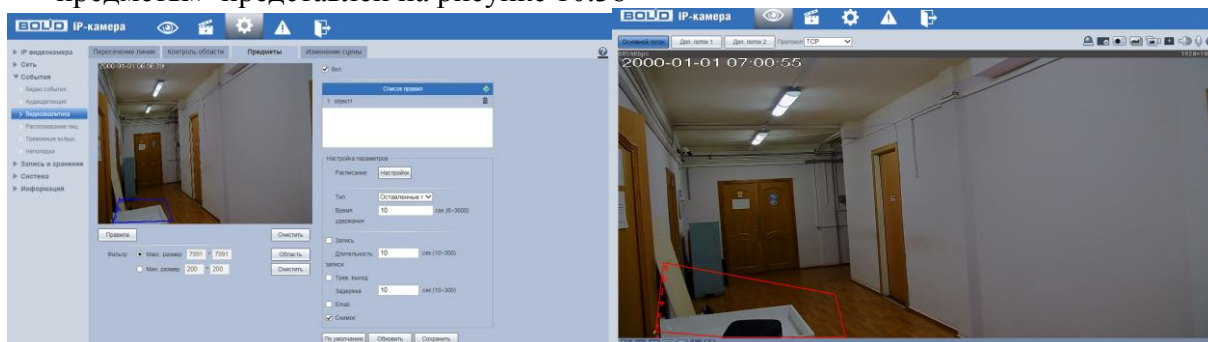 предметы» представлен на рисунке 10.38
BOLID IP-камера
IP видеокамера
Сеть
События
Видео события
Аудиодетекция
Видеоаналитика
Распознавание лиц
Тревожные вх/вых
Неполадки
Запись и хранение
Система
Информация
Пересечение линии Контроль области Предметы Изменение сцены
Вкл.
Список правил
1 object1
Настройка параметров
Расписание Настройки
Тип Оставленные п
Время 10 сек (6~3600)
удержания
Запись
Длительность 10 сек (10~300)
записи
Трев. выход
Задержка 10 сек (10~300)
Email
Снимок
По умолчанию Обновить Сохранить
Правила Очистить
Фильтр Макс. размер 7991 * 7991 Область
Мин. размер 200 * 200 Очистить
BOLID IP-камера
Основной поток Доп. поток 1 Доп. поток 2 Протокол TCP
2000-01-01 07:00:55